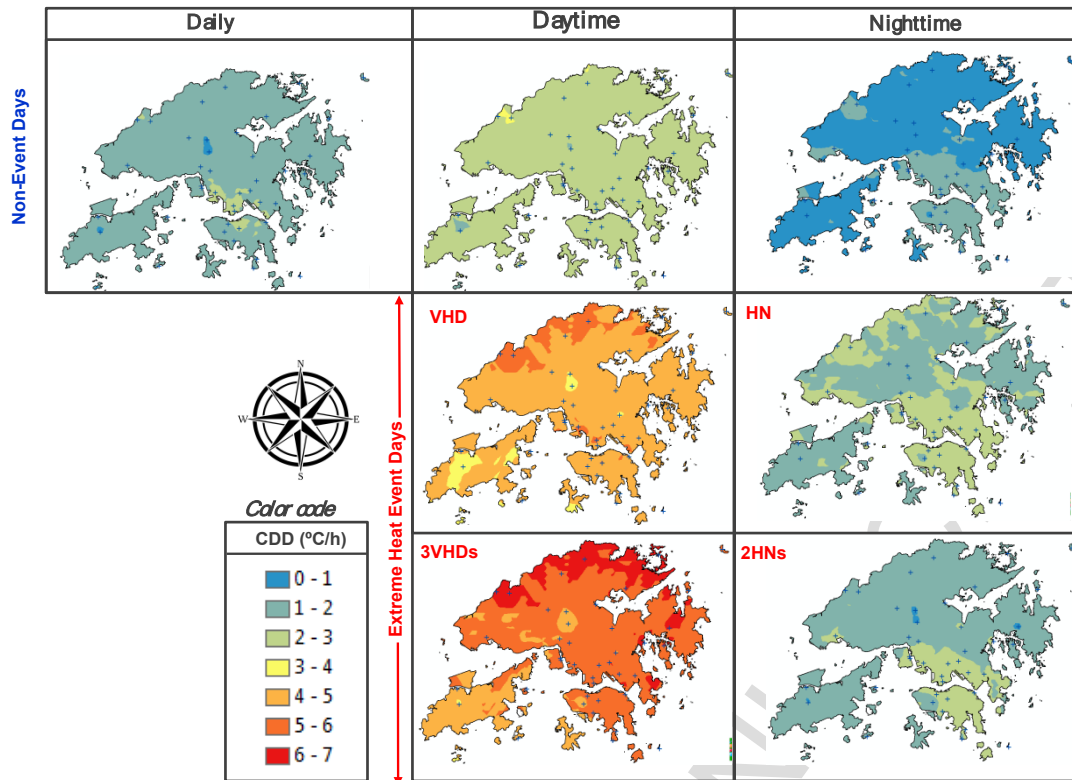 Daily
Daytime
Nighttime
Non-Event Days
VHD
HN
Extreme Heat Event Days
N
W
E
S
Color code
CDD (ºC/h)
0 - 1
1 - 2
2 - 3
3 - 4
4 - 5
5 - 6
6 - 7
3VHDs
2HNs